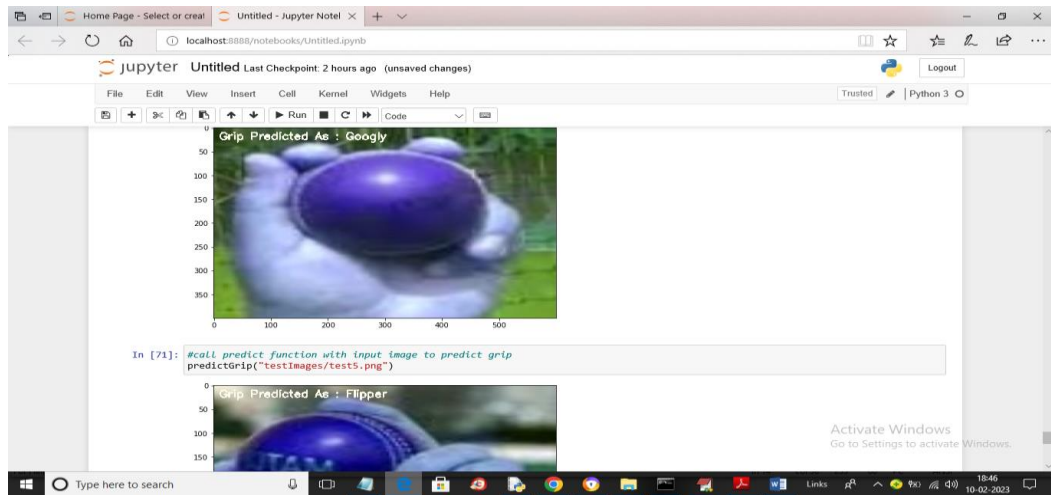 Home Page - Select or creat
Untitled - Jupyter Notel
localhost:8888/notebooks/Untitled.ipynb
jupyter Untitled Last Checkpoint: 2 hours ago (unsaved changes)
Logout
File Edit View Insert Cell Kernel Widgets Help
Trusted Python 3
Run Code
Grip Predicted As : Googly
0
50
100
150
200
250
300
350
0 100 200 300 400 500
In [71]: #call predict function with input image to predict grip
predictGrip("testImages/test5.png")
Grip Predicted As : Flipper
0
50
100
150
Activate Windows
Go to Settings to activate Windows.
Type here to search
Links
18:46
10-02-2023